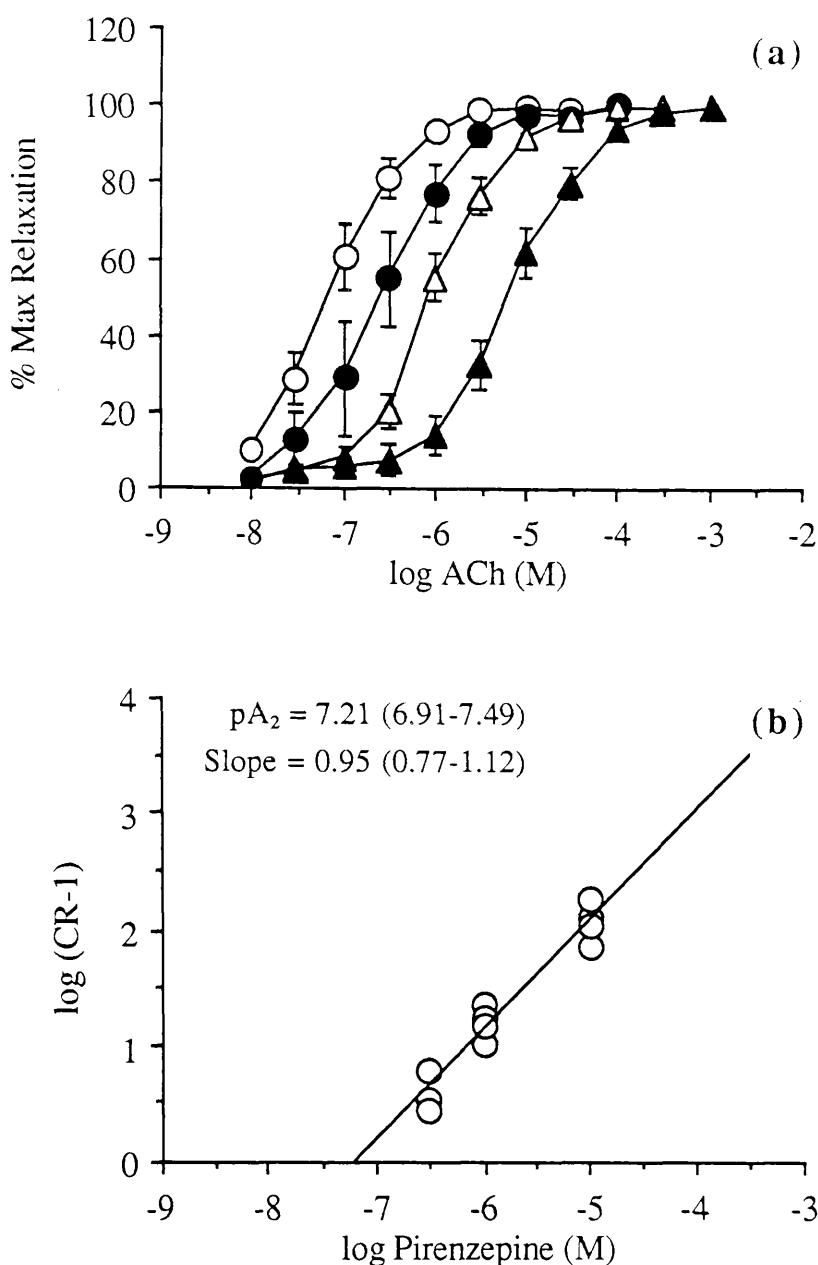 (a)
120
100
80
60
40
20
0
% Max Relaxation
-9 -8 -7 -6 -5 -4 -3 -2
log ACh (M)
(b)
pA₂ = 7.21 (6.91-7.49)
Slope = 0.95 (0.77-1.12)
4
3
2
1
0
log (CR-1)
-9 -8 -7 -6 -5 -4 -3
log Pirenzepine (M)